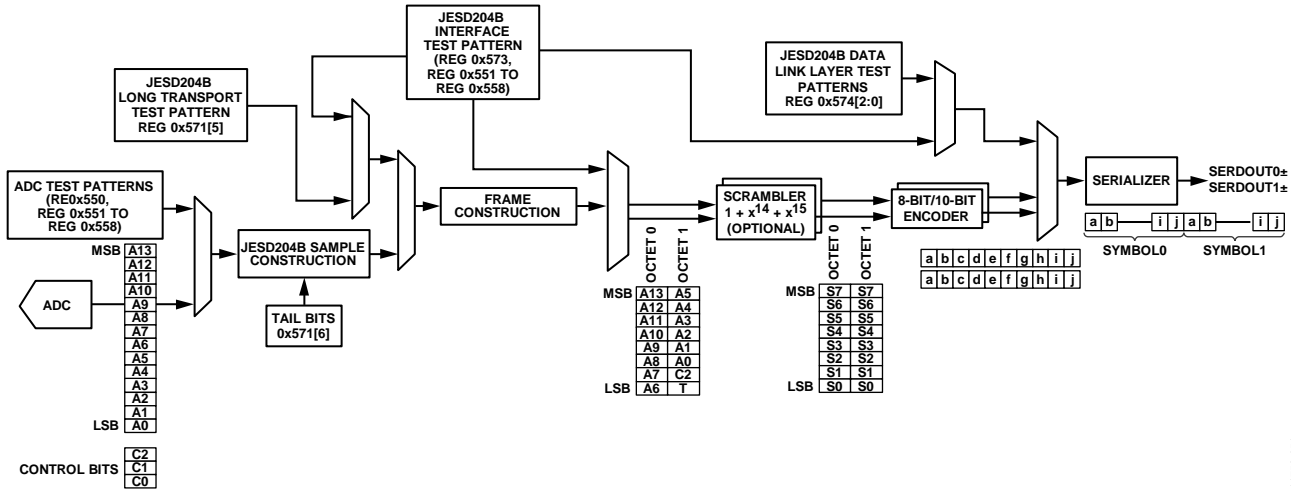 JESD204B
INTERFACE
TEST PATTERN
(REG 0x573,
REG 0x551 TO
REG 0x558)
JESD204B
LONG TRANSPORT
TEST PATTERN
REG 0x571[5]
JESD204B DATA
LINK LAYER TEST
PATTERNS
REG 0x574[2:0]
ADC TEST PATTERNS
(RE0x550,
REG 0x551 TO
REG 0x558)
MSB A13
A12
A11
A10
A9
A8
A7
A6
A5
A4
A3
A2
A1
LSB A0
CONTROL BITS
C2
C1
C0
ADC
JESD204B SAMPLE
CONSTRUCTION
TAIL BITS
0x571[6]
FRAME
CONSTRUCTION
OCTET 0
OCTET 1
MSB A13 A5
A12 A4
A11 A3
A10 A2
A9 A1
A8 A0
A7 C2
LSB A6 T
SCRAMBLER
1 + x14 + x15
(OPTIONAL)
OCTET 0
OCTET 1
MSB S7 S7
S6 S6
S5 S5
S4 S4
S3 S3
S2 S2
S1 S1
LSB S0 S0
8-BIT/10-BIT
ENCODER
a b c d e f g h i j
a b c d e f g h i j
SERIALIZER
SERDOUT0±
SERDOUT1±
a b i j a b i j
SYMBOL0 SYMBOL1